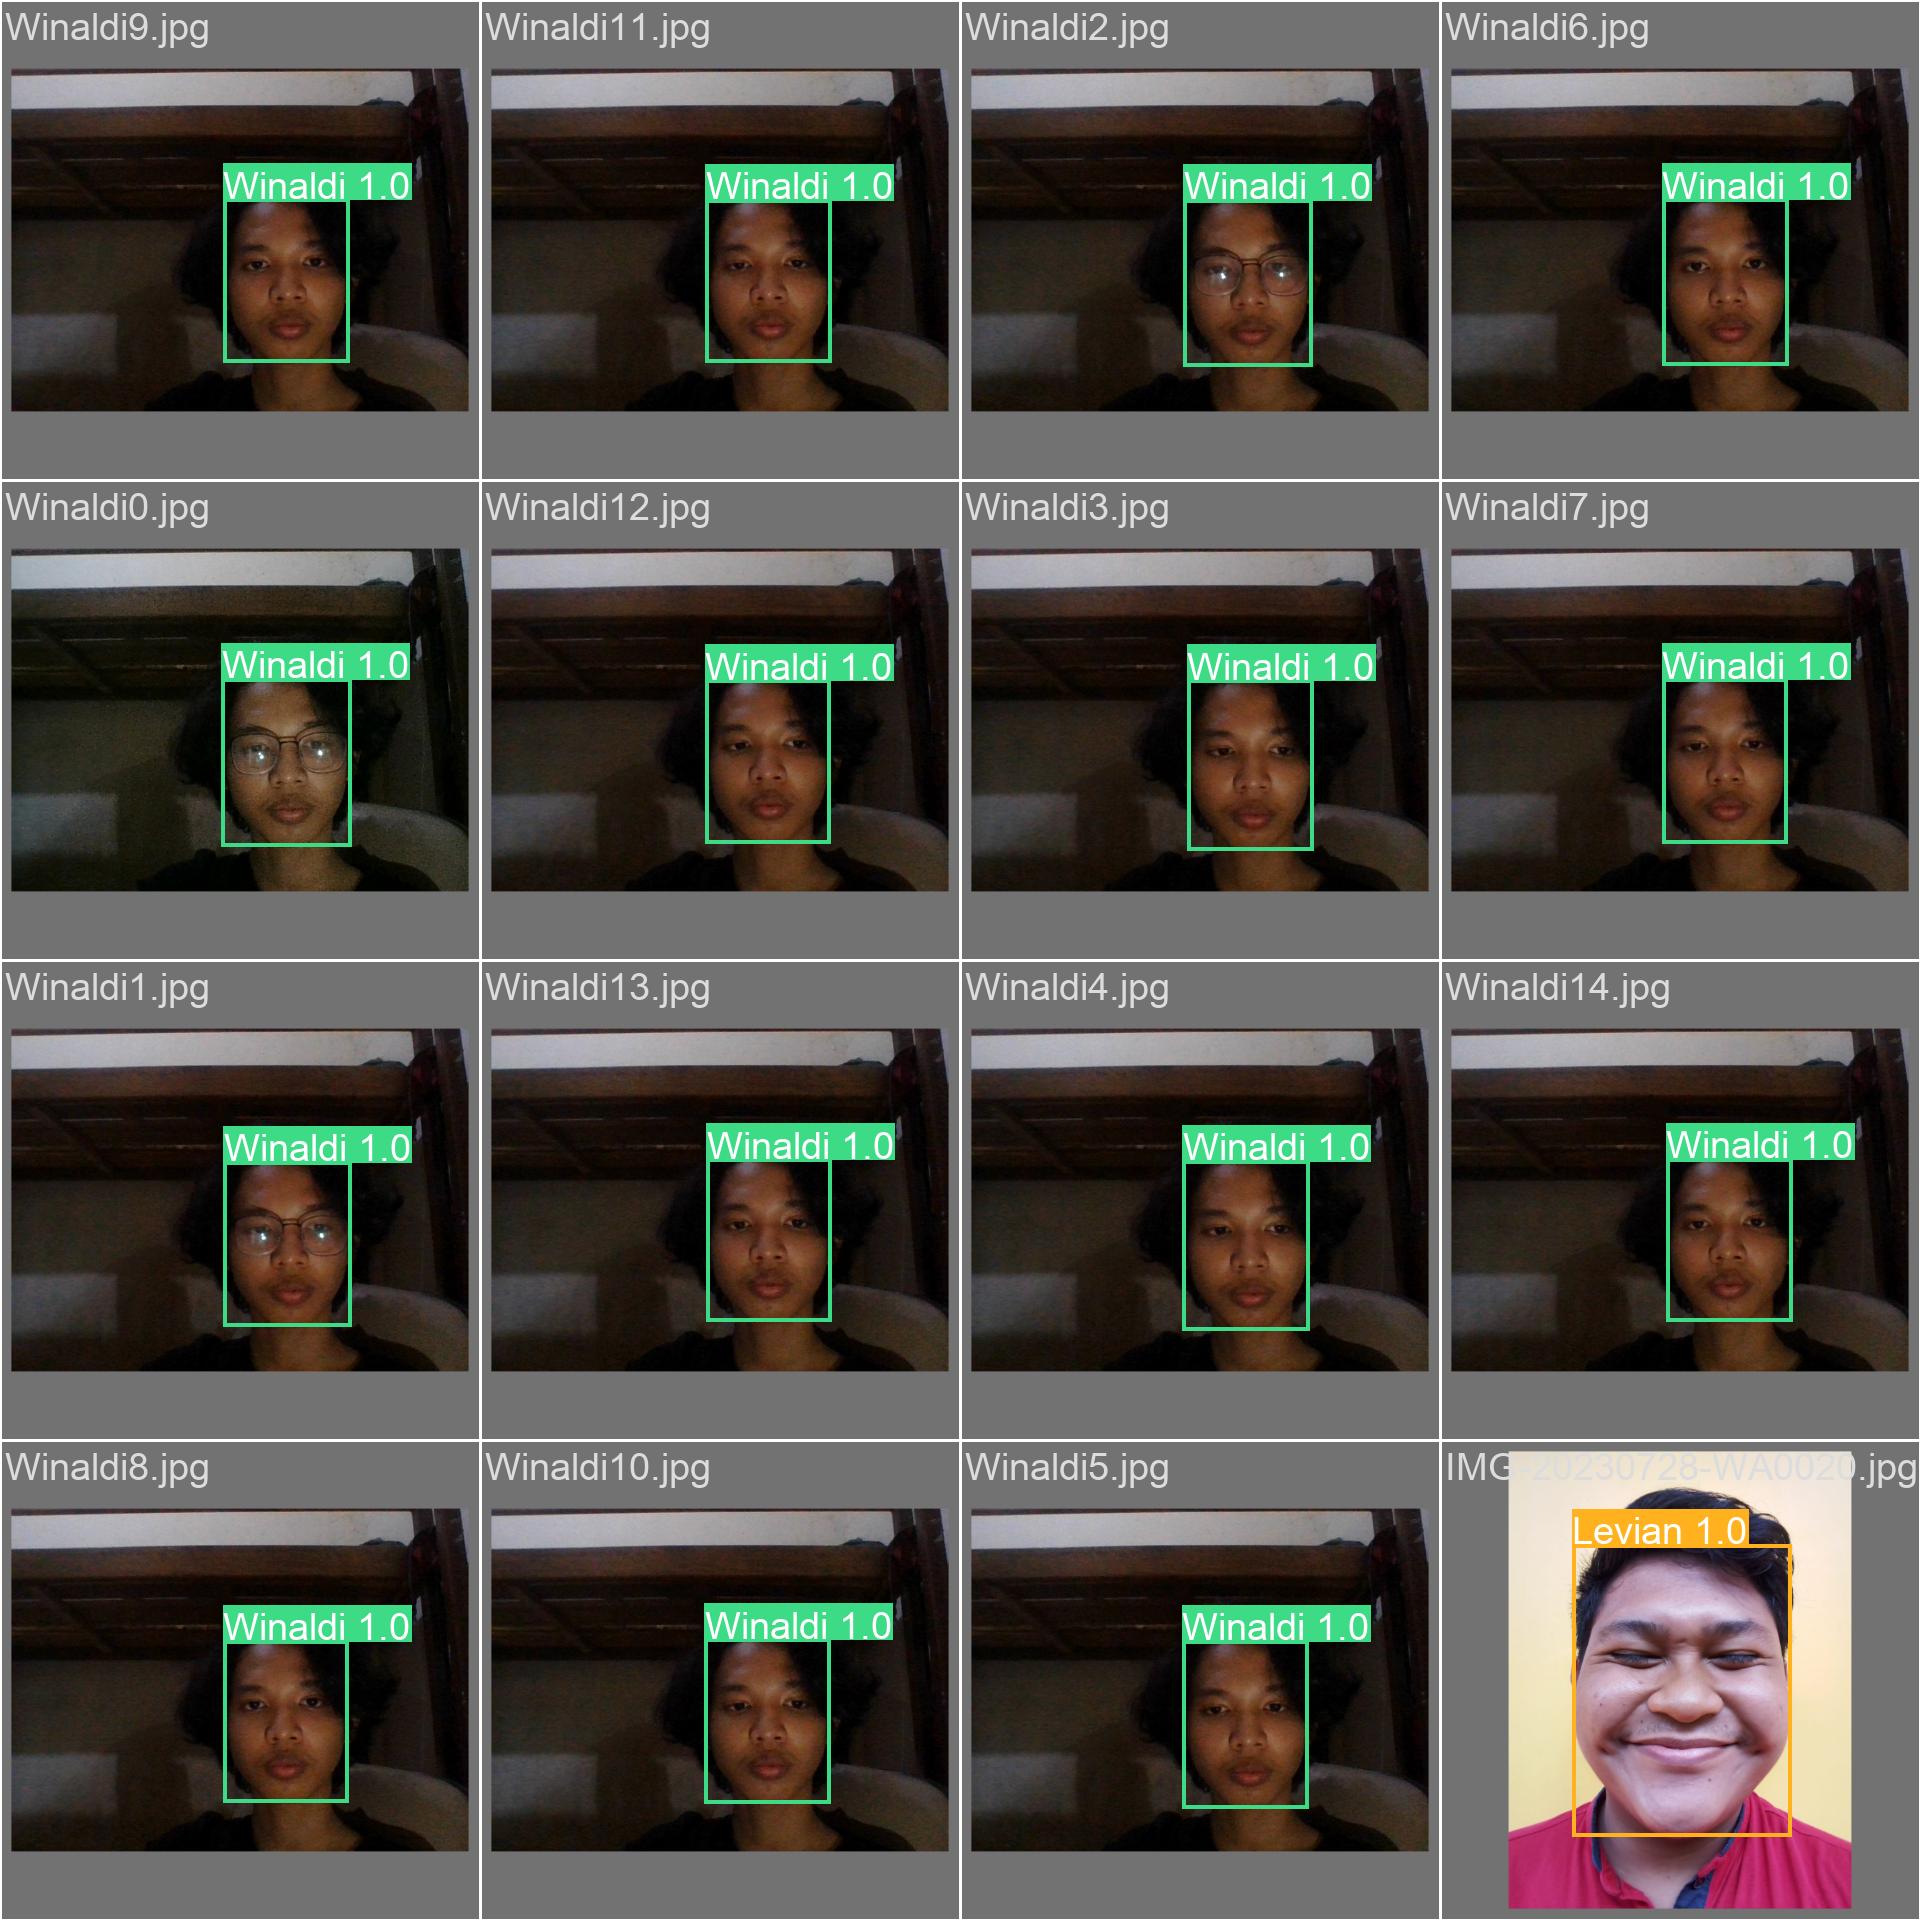 Winaldi9.jpg
Winaldi 1.0
Winaldi11.jpg
Winaldi 1.0
Winaldi2.jpg
Winaldi 1.0
Winaldi6.jpg
Winaldi 1.0
Winaldi0.jpg
Winaldi 1.0
Winaldi12.jpg
Winaldi 1.0
Winaldi3.jpg
Winaldi 1.0
Winaldi7.jpg
Winaldi 1.0
Winaldi1.jpg
Winaldi 1.0
Winaldi13.jpg
Winaldi 1.0
Winaldi4.jpg
Winaldi 1.0
Winaldi14.jpg
Winaldi 1.0
Winaldi8.jpg
Winaldi 1.0
Winaldi10.jpg
Winaldi 1.0
Winaldi5.jpg
Winaldi 1.0
IMG-20230728-WA0020.jpg
Levian 1.0